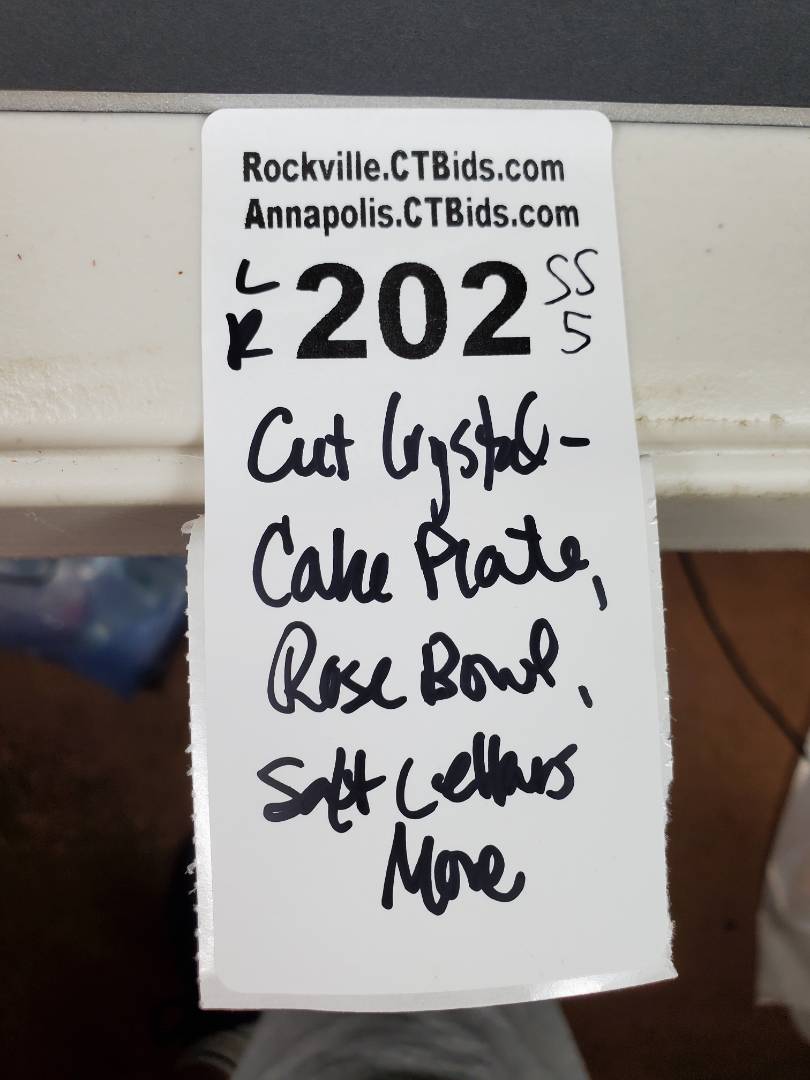 Rockville.CTBids.com
Annapolis.CTBids.com
L 202 SS
R 5
Cut Crystal-
Cake Plate,
Rose Bowl,
Salt Cellars
More